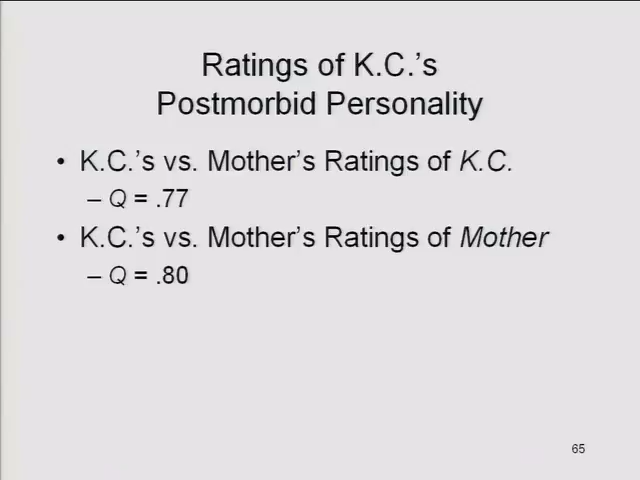 Ratings of K.C.'s
Postmorbid Personality
• K.C.'s vs. Mother's Ratings of K.C.
– Q = .77
• K.C.'s vs. Mother's Ratings of Mother
– Q = .80
65